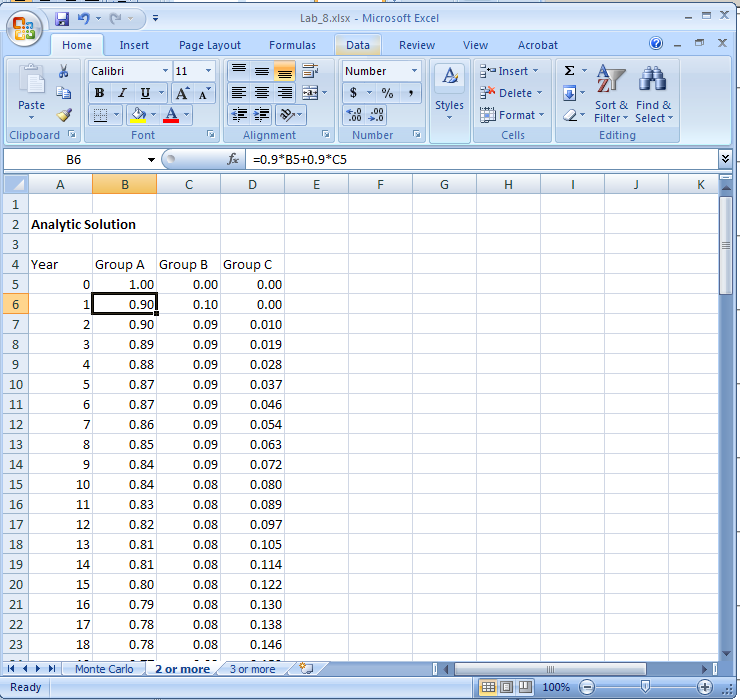 Lab_8.xlsx - Microsoft Excel
Home Insert Page Layout Formulas Data Review View Acrobat
Calibri 11 Number Insert Σ
Paste B I U A A $ % , Styles Delete Sort & Filter Find & Select
A .00 .00 Format
Clipboard Font Alignment Number Cells Editing
B6 fx =0.9*B5+0.9*C5
A B C D E F G H I J K
1
2 Analytic Solution
3
4 Year Group A Group B Group C
5 0 1.00 0.00 0.00
6 1 0.90 0.10 0.00
7 2 0.90 0.09 0.010
8 3 0.89 0.09 0.019
9 4 0.88 0.09 0.028
10 5 0.87 0.09 0.037
11 6 0.87 0.09 0.046
12 7 0.86 0.09 0.054
13 8 0.85 0.09 0.063
14 9 0.84 0.09 0.072
15 10 0.84 0.08 0.080
16 11 0.83 0.08 0.089
17 12 0.82 0.08 0.097
18 13 0.81 0.08 0.105
19 14 0.81 0.08 0.114
20 15 0.80 0.08 0.122
21 16 0.79 0.08 0.130
22 17 0.78 0.08 0.138
23 18 0.78 0.08 0.146
Monte Carlo 2 or more 3 or more
Ready 100%